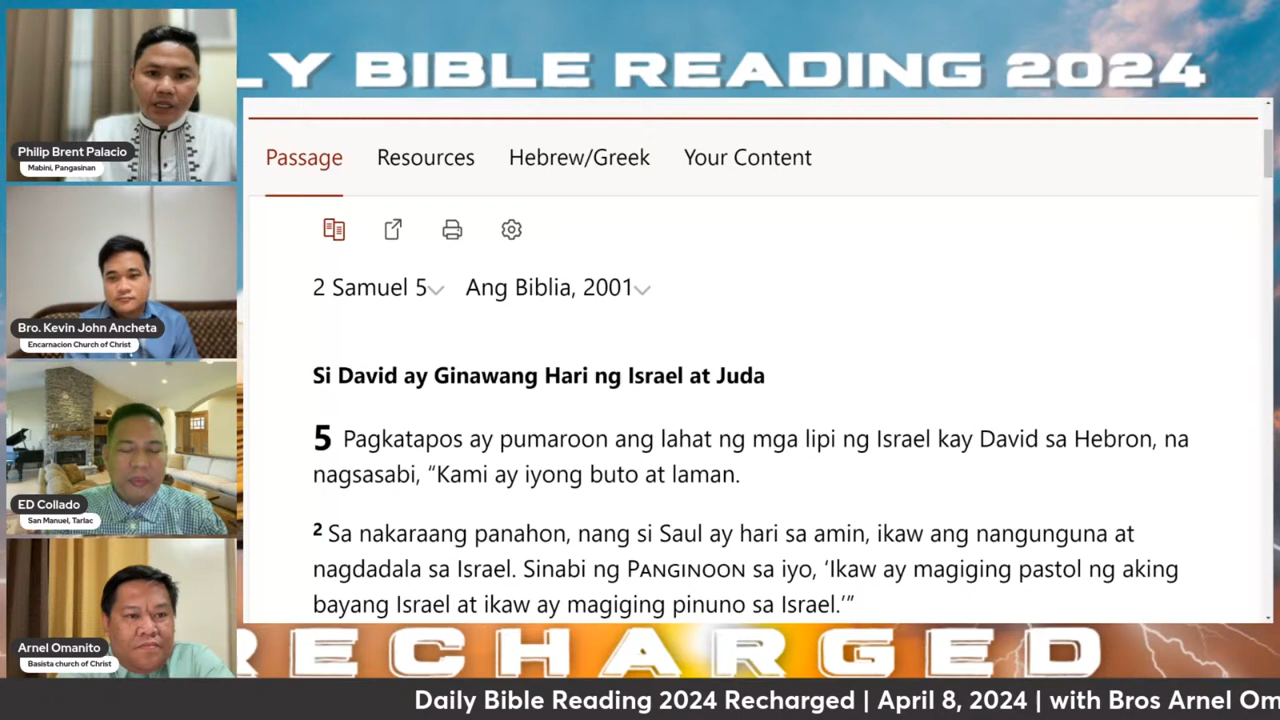 LY BIBLE READING 2024
Philip Brent Palacio
Mabini, Pangasinan
Bro. Kevin John Ancheta
Encarnacion Church of Christ
ED Collado
San Manuel, Tarlac
Arnel Omanito
Basista church of Christ
Passage Resources Hebrew/Greek Your Content
2 Samuel 5 Ang Biblia, 2001
Si David ay Ginawang Hari ng Israel at Juda
5 Pagkatapos ay pumaroon ang lahat ng mga lipi ng Israel kay David sa Hebron, na
nagsasabi, “Kami ay iyong buto at laman.
2 Sa nakaraang panahon, nang si Saul ay hari sa amin, ikaw ang nangunguna at
nagdadala sa Israel. Sinabi ng PANGINOON sa iyo, ‘Ikaw ay magiging pastol ng aking
bayang Israel at ikaw ay magiging pinuno sa Israel.’”
RECHARGED
Daily Bible Reading 2024 Recharged | April 8, 2024 | with Bros Arnel Om